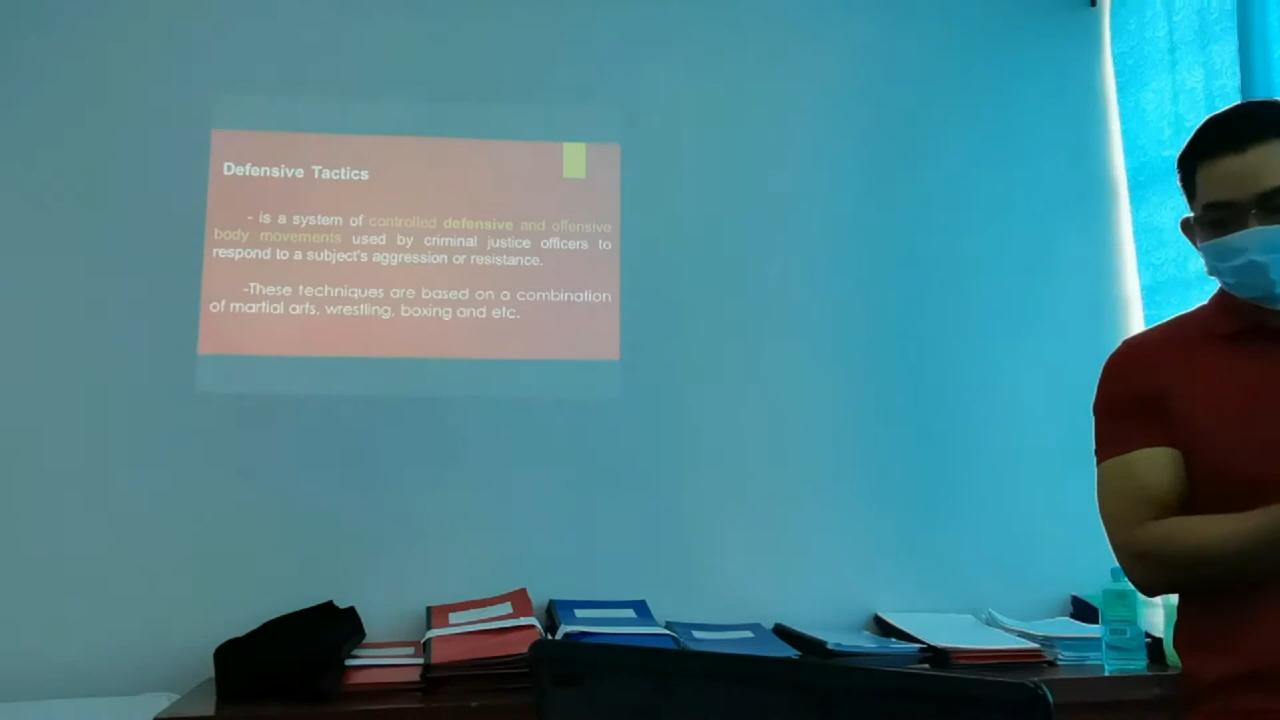 Defensive Tactics
- is a system of controlled defensive and offensive
body movements used by criminal justice officers to
respond to a subject's aggression or resistance.
-These techniques are based on a combination
of martial arts, wrestling, boxing and etc.